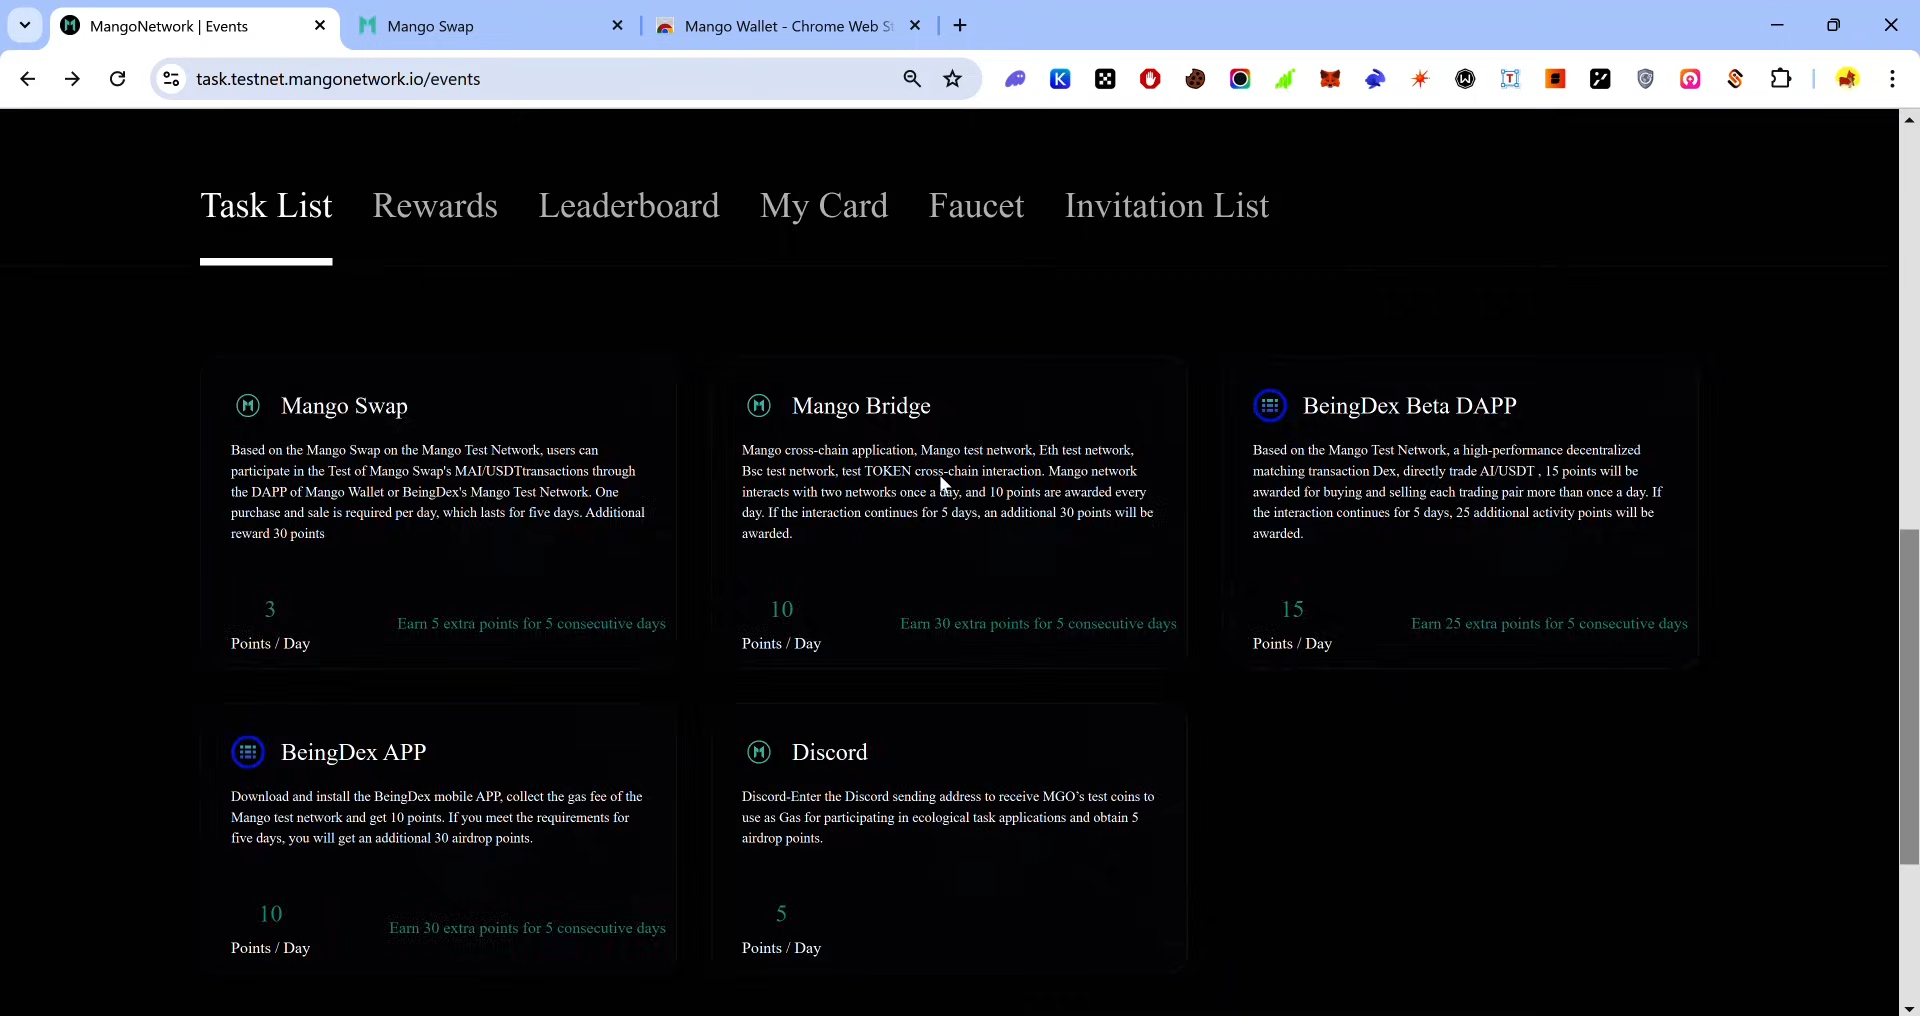 MangoNetwork | Events
Mango Swap
Mango Wallet - Chrome Web St
task.testnet.mangonetwork.io/events
Task List
Rewards
Leaderboard
My Card
Faucet
Invitation List
Mango Swap
Based on the Mango Swap on the Mango Test Network, users can
participate in the Test of Mango Swap's MAI/USDTtransactions through
the DAPP of Mango Wallet or BeingDex's Mango Test Network. One
purchase and sale is required per day, which lasts for five days. Additional
reward 30 points
3
Points / Day
Earn 5 extra points for 5 consecutive days
Mango Bridge
Mango cross-chain application, Mango test network, Eth test network,
Bsc test network, test TOKEN cross-chain interaction. Mango network
interacts with two networks once a day, and 10 points are awarded every
day. If the interaction continues for 5 days, an additional 30 points will be
awarded.
10
Points / Day
Earn 30 extra points for 5 consecutive days
BeingDex Beta DAPP
Based on the Mango Test Network, a high-performance decentralized
matching transaction Dex, directly trade AI/USDT , 15 points will be
awarded for buying and selling each trading pair more than once a day. If
the interaction continues for 5 days, 25 additional activity points will be
awarded.
15
Points / Day
Earn 25 extra points for 5 consecutive days
BeingDex APP
Download and install the BeingDex mobile APP, collect the gas fee of the
Mango test network and get 10 points. If you meet the requirements for
five days, you will get an additional 30 airdrop points.
10
Points / Day
Earn 30 extra points for 5 consecutive days
Discord
Discord-Enter the Discord sending address to receive MGO’s test coins to
use as Gas for participating in ecological task applications and obtain 5
airdrop points.
5
Points / Day